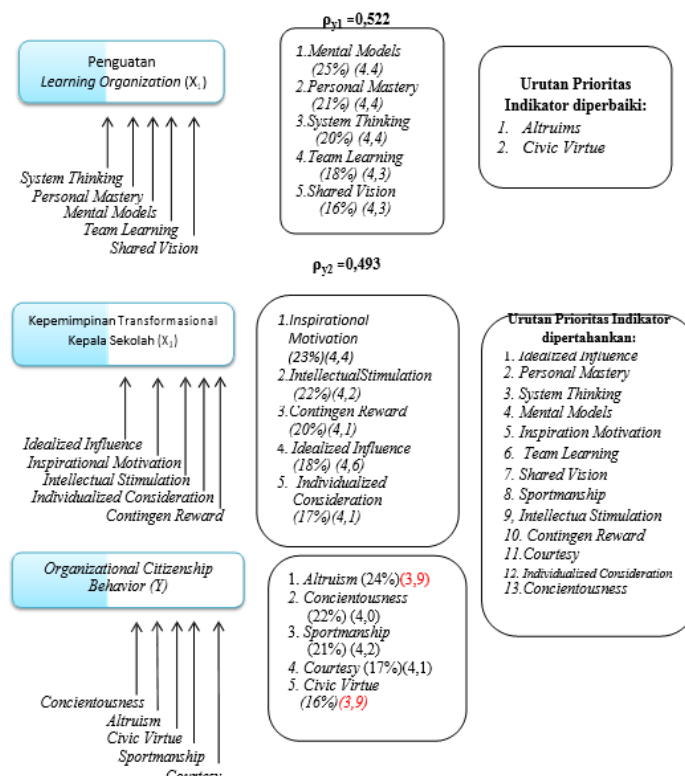 ρy1 =0,522
Penguatan
Learning Organization (X1)
System Thinking
Personal Mastery
Mental Models
Team Learning
Shared Vision
1.Mental Models
(25%) (4.4)
2.Personal Mastery
(21%) (4,4)
3.System Thinking
(20%) (4,4)
4.Team Learning
(18%) (4,3)
5.Shared Vision
(16%) (4,3)
Urutan Prioritas
Indikator diperbaiki:
1. Altruims
2. Civic Virtue
ρy2 =0,493
Kepemimpinan Transformasional
Kepala Sekolah (X2)
Idealized Influence
Inspirational Motivation
Intellectual Stimulation
Individualized Consideration
Contingen Reward
1.Inspirational
Motivation
(23%)(4,4)
2.IntellectualStimulation
(22%)(4,2)
3.Contingen Reward
(20%)(4,1)
4. Idealized Influence
(18%)(4,6)
5. Individualized
Consideration
(17%)(4,1)
Urutan Prioritas Indikator
dipertahankan:
1. Idealized Influence
2. Personal Mastery
3. System Thinking
4. Mental Models
5. Inspiration Motivation
6. Team Learning
7. Shared Vision
8. Sportmanship
9, Intellectua Stimulation
10. Contingen Reward
11. Courtesy
12. Individualized Consideration
13. Concientousness
Organizational Citizenship
Behavior (Y)
Concientousness
Altruism
Civic Virtue
Sportmanship
Courtesy
1. Altruism (24%)(3,9)
2. Concientousness
(22%) (4,0)
3. Sportmanship
(21%) (4,2)
4. Courtesy (17%)(4,1)
5. Civic Virtue
(16%)(3,9)